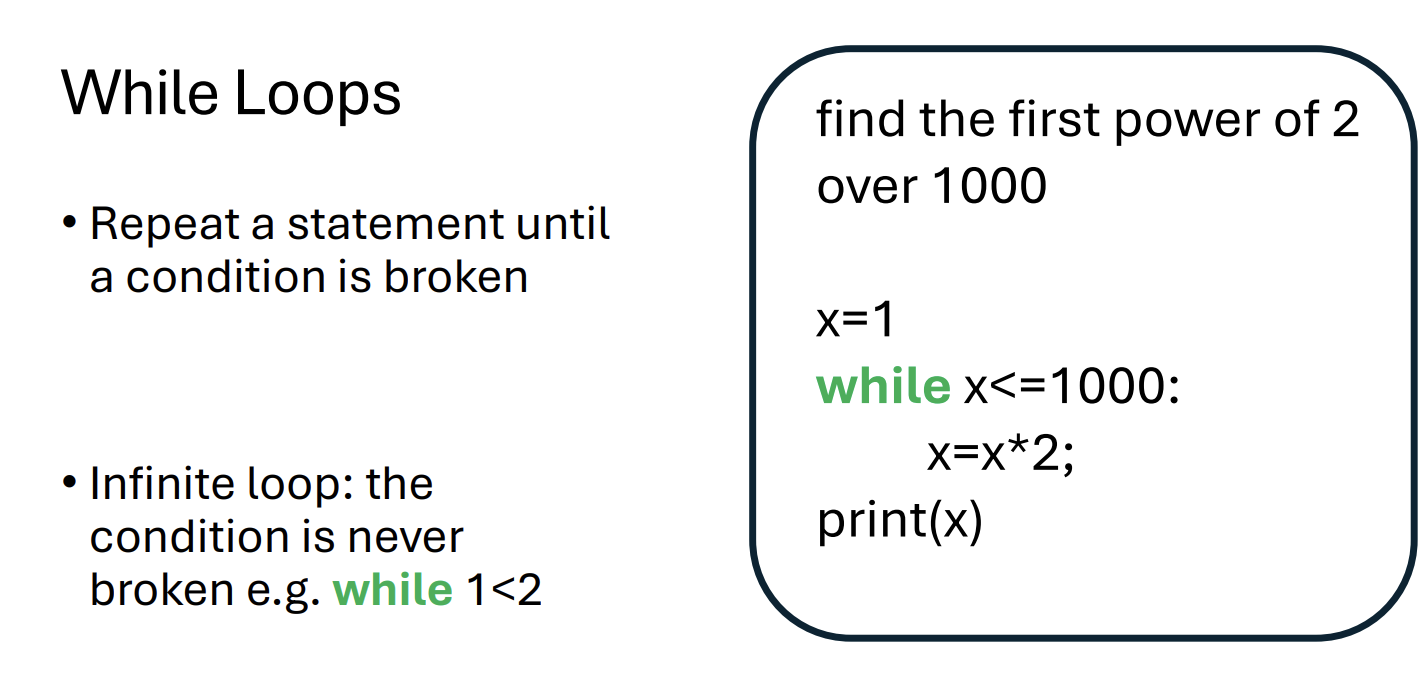 While Loops
• Repeat a statement until
a condition is broken
• Infinite loop: the
condition is never
broken e.g. while 1<2
find the first power of 2
over 1000
x=1
while x<=1000:
x=x*2;
print(x)